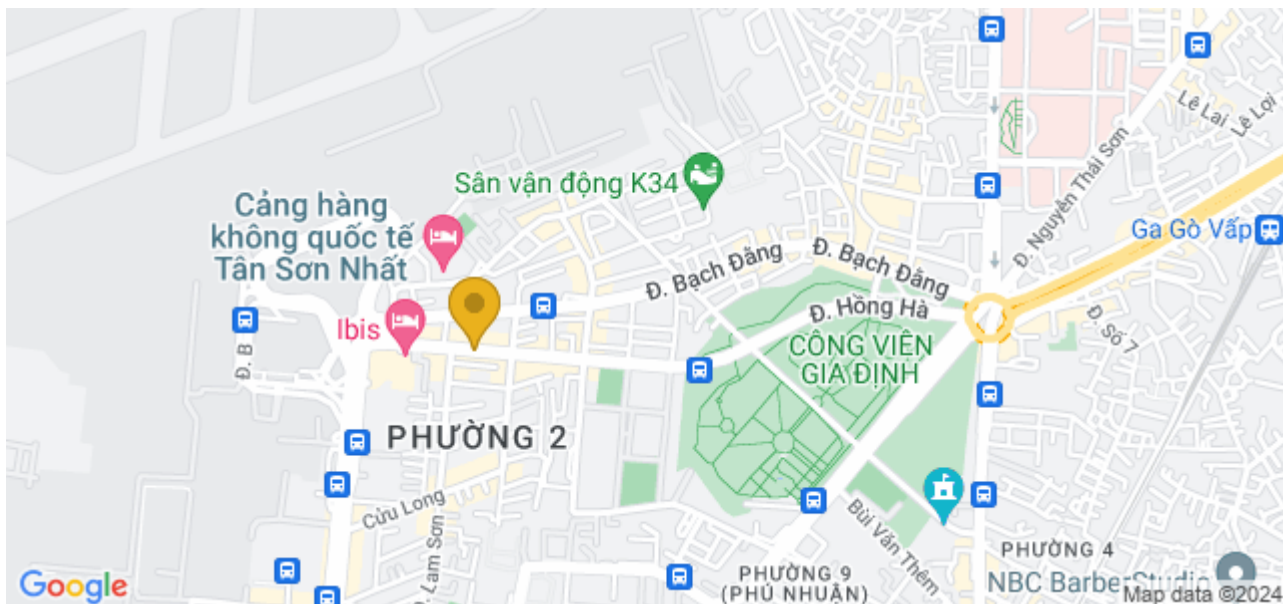 Lê Lai
Lê Lợi
Đ. Nguyễn Thái Sơn
Sân vận động K34
Cảng hàng
không quốc tế
Tân Sơn Nhất
Ga Gò Vấp
Đ. Bạch Đằng
Đ. Bạch Đằng
Đ. Hồng Hà
Ibis
Đ. B
Đ. Số 7
CÔNG VIÊN
GIA ĐỊNH
PHƯỜNG 2
Cửu Long
Đ. Lam Sơn
Bùi Văn Thêm
PHƯỜNG 4
PHƯỜNG 9
(PHÚ NHUẬN)
NBC BarberStudio
Google
Map data ©2024